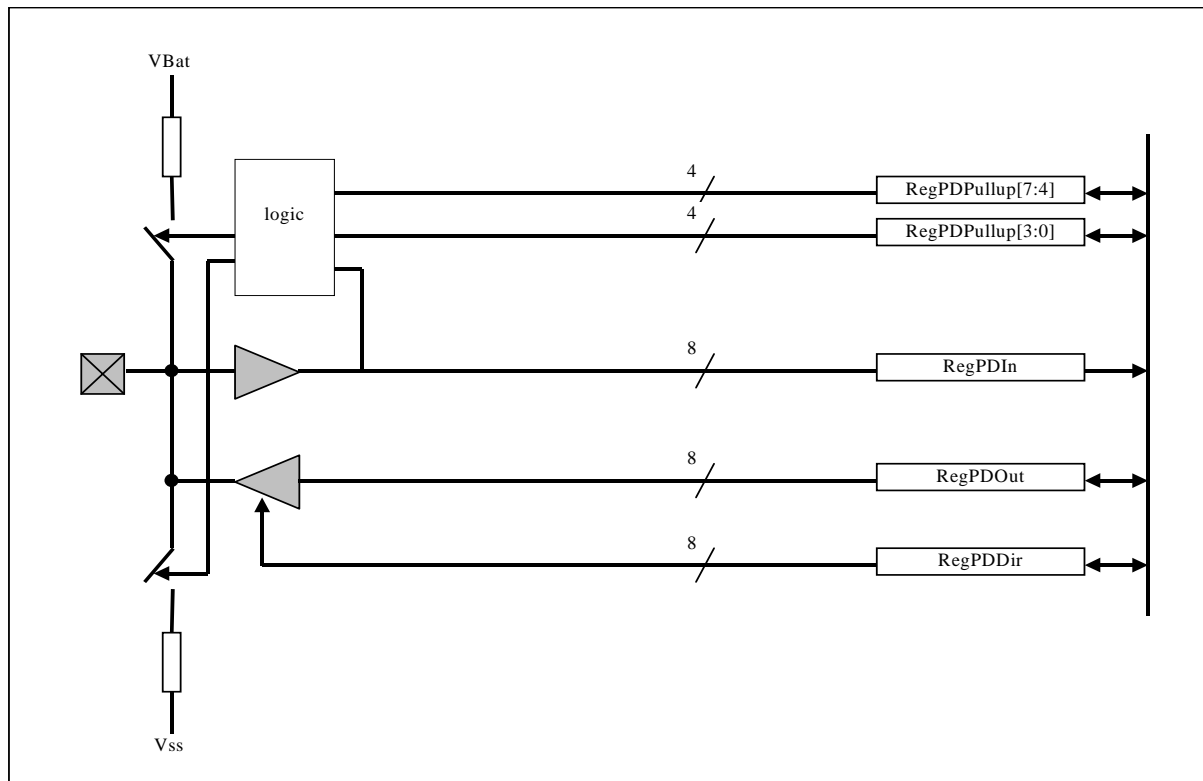 VBat
logic
4
RegPDPullup[7:4]
4
RegPDPullup[3:0]
8
RegPDIn
8
RegPDOut
8
RegPDDir
Vss